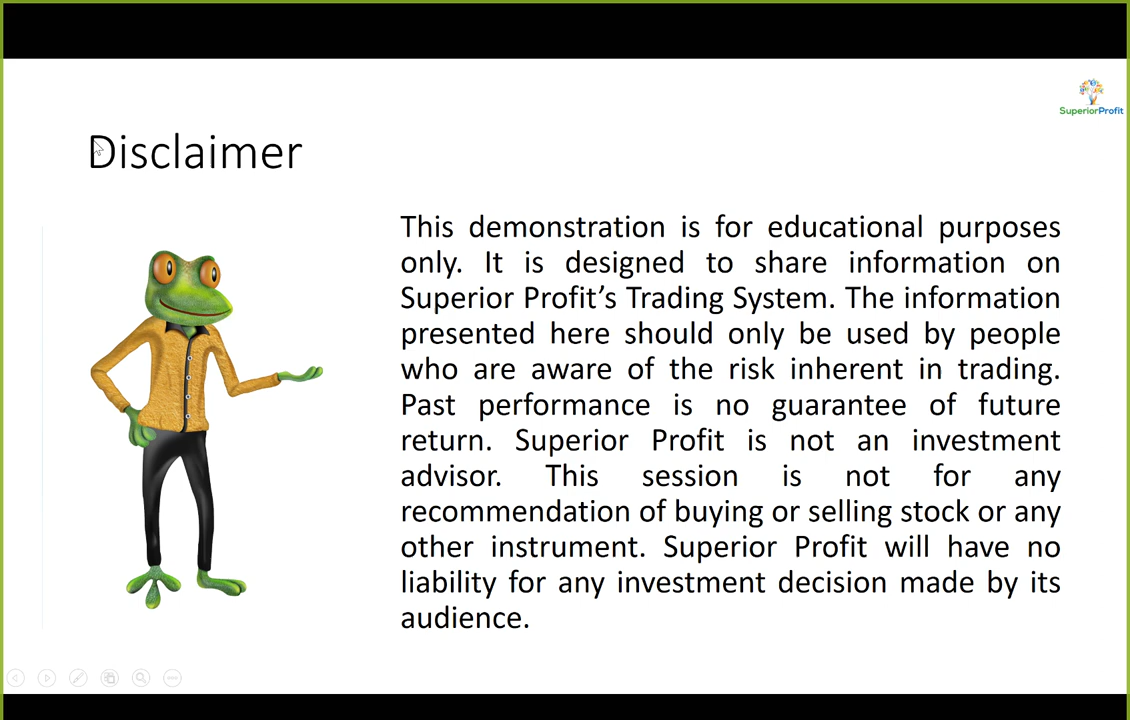 SuperiorProfit
Disclaimer
This demonstration is for educational purposes
only. It is designed to share information on
Superior Profit’s Trading System. The information
presented here should only be used by people
who are aware of the risk inherent in trading.
Past performance is no guarantee of future
return. Superior Profit is not an investment
advisor. This session is not for any
recommendation of buying or selling stock or any
other instrument. Superior Profit will have no
liability for any investment decision made by its
audience.